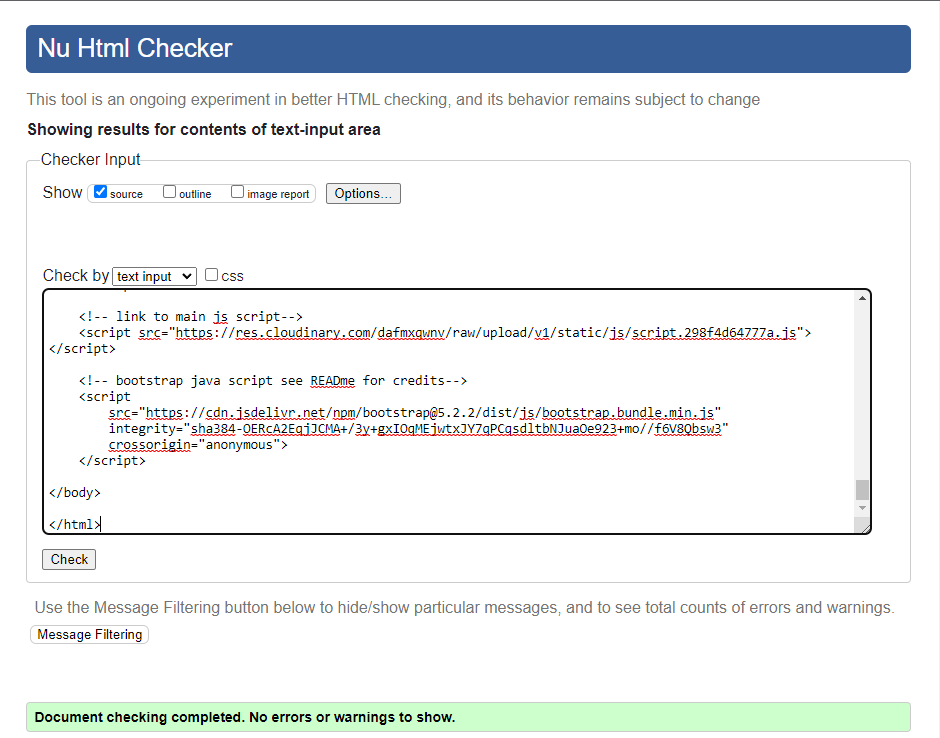 Nu Html Checker
This tool is an ongoing experiment in better HTML checking, and its behavior remains subject to change
Showing results for contents of text-input area
Checker Input
Show source outline image report Options...
Check by text input css
<!-- link to main js script-->
<script src="https://res.cloudinary.com/dafmxqwnv/raw/upload/v1/static/js/script.298f4d64777a.js">
</script>
<!-- bootstrap java script see READme for credits-->
<script
src="https://cdn.jsdelivr.net/npm/bootstrap@5.2.2/dist/js/bootstrap.bundle.min.js"
integrity="sha384-OERcA2EqjJCMA+/3y+gxIOqMEjwtxJY7qPCqsdltbNJuaOe923+mo//f6V8Qbsw3"
crossorigin="anonymous">
</script>
</body>
</html>
Check
Use the Message Filtering button below to hide/show particular messages, and to see total counts of errors and warnings.
Message Filtering
Document checking completed. No errors or warnings to show.